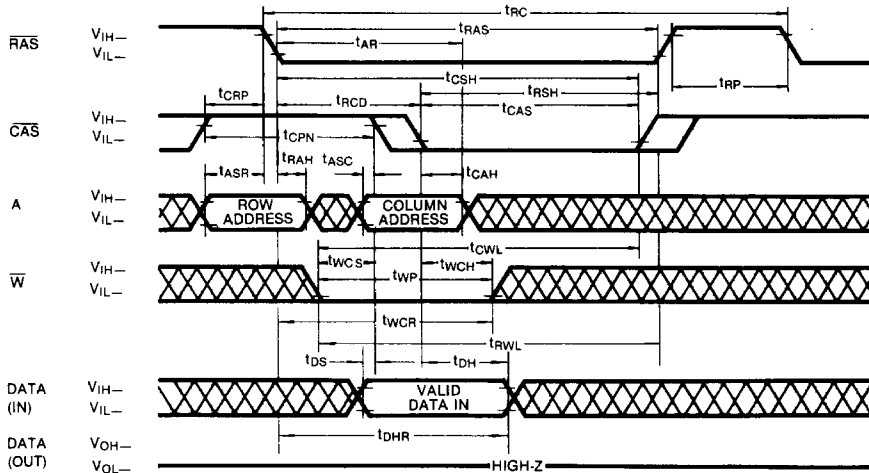 tRC
RAS VIH— tRAS
VIL— tAR
tCSH
tCRP tRCD tRSH tRP
CAS VIH— tCPN tCAS
VIL—
tASR tRAH tASC tCAH
A VIH— ROW ADDRESS COLUMN ADDRESS
VIL—
tCWL
W VIH— tWCS tWP tWCH
VIL—
tWCR
tRWL
tDS tDH
DATA (IN) VIH— VALID DATA IN
VIL—
tDHR
DATA (OUT) VOH—
VOL— HIGH-Z